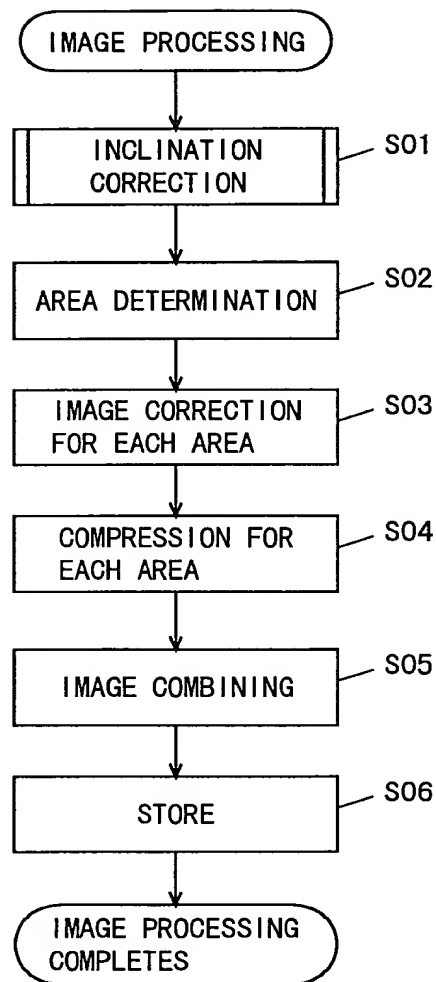 IMAGE PROCESSING
INCLINATION
CORRECTION
S01
AREA DETERMINATION
S02
IMAGE CORRECTION
FOR EACH AREA
S03
COMPRESSION FOR
EACH AREA
S04
IMAGE COMBINING
S05
STORE
S06
IMAGE PROCESSING
COMPLETES